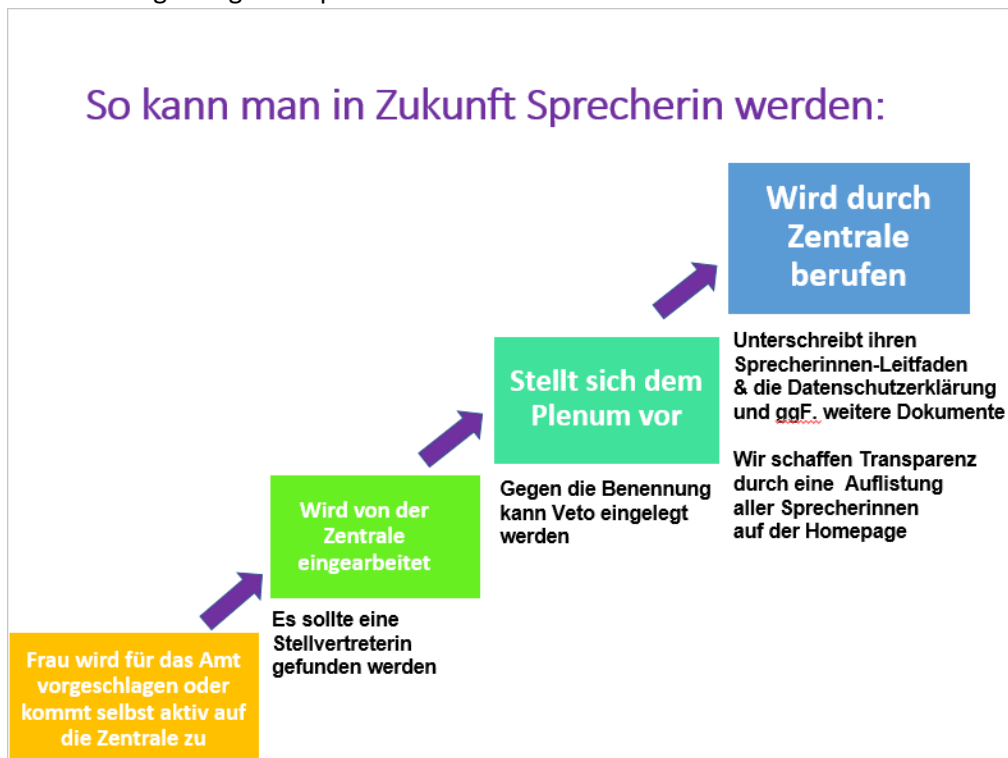 So kann man in Zukunft Sprecherin werden:
Frau wird für das Amt
vorgeschlagen oder
kommt selbst aktiv auf
die Zentrale zu
Wird von der
Zentrale
eingearbeitet
Es sollte eine
Stellvertreterin
gefunden werden
Stellt sich dem
Plenum vor
Gegen die Benennung
kann Veto eingelegt
werden
Wird durch
Zentrale
berufen
Unterschreibt ihren
Sprecherinnen-Leitfaden
& die Datenschutzerklärung
und ggF. weitere Dokumente
Wir schaffen Transparenz
durch eine Auflistung
aller Sprecherinnen
auf der Homepage